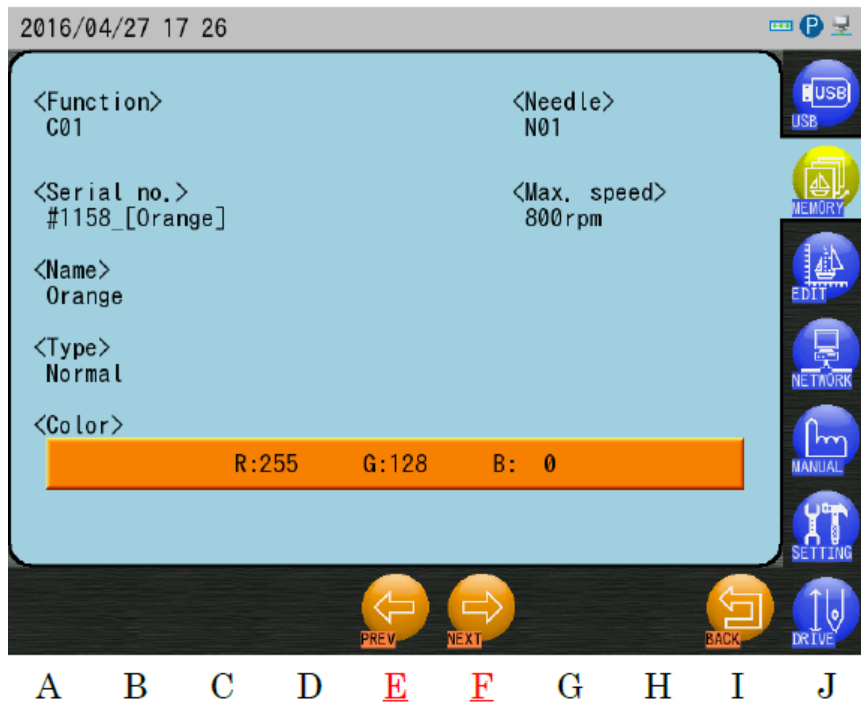 2016/04/27 17 26
P
<Function>
C01
<Needle>
N01
<Serial no.>
#1158_[Orange]
<Max. speed>
800rpm
<Name>
Orange
<Type>
Normal
<Color>
R:255 G:128 B: 0
USB
USB
MEMORY
EDIT
NETWORK
MANUAL
SETTING
PREV
NEXT
BACK
DRIVE
A B C D E F G H I J